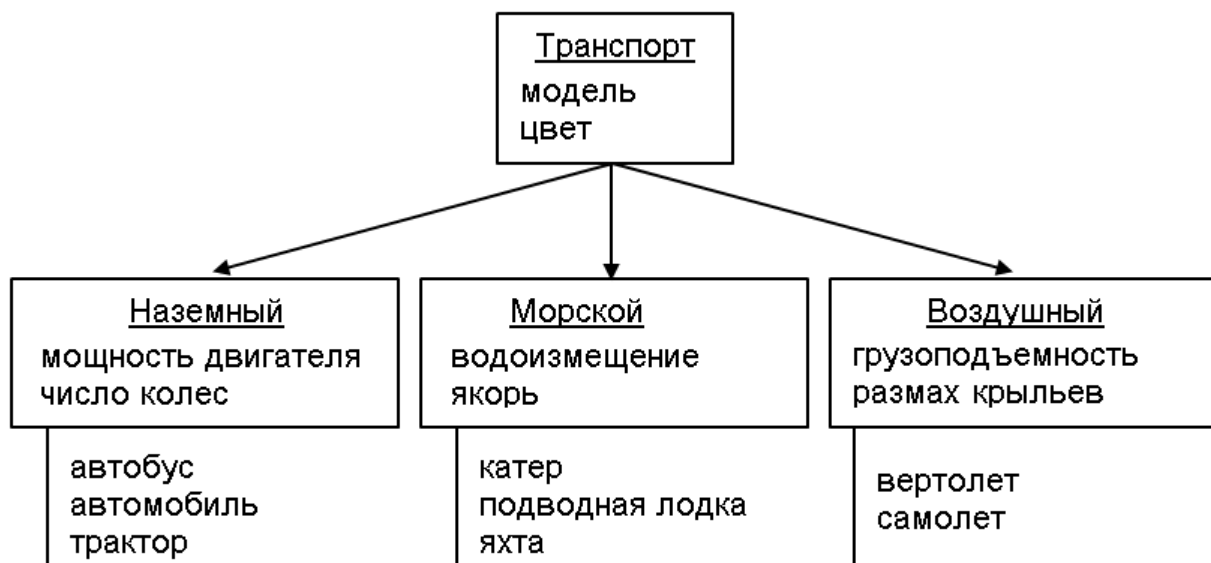 Транспорт
модель
цвет
Наземный
мощность двигателя
число колес
автобус
автомобиль
трактор
Морской
водоизмещение
якорь
катер
подводная лодка
яхта
Воздушный
грузоподъемность
размах крыльев
вертолет
самолет